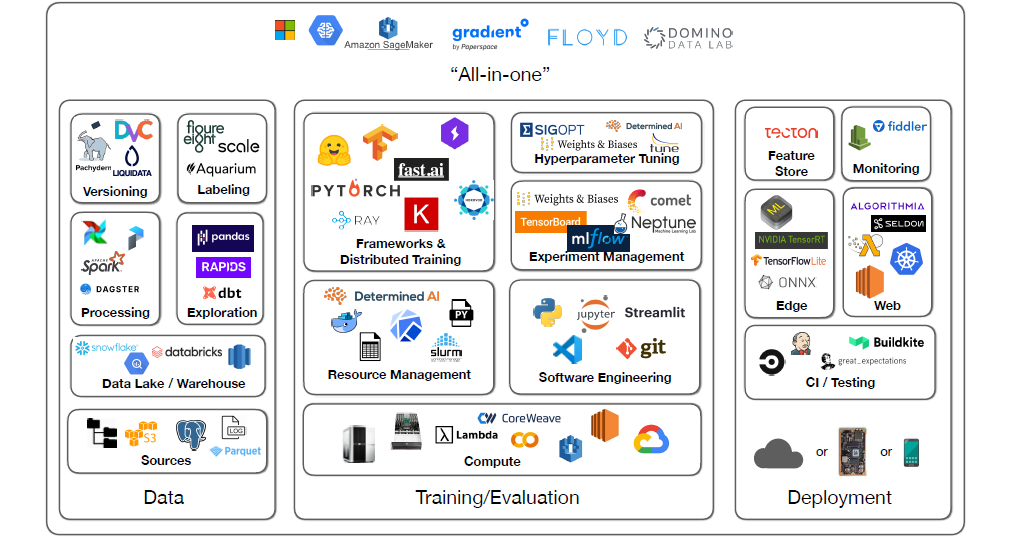 Amazon SageMaker
gradient
by Paperspace
FLOYD
DOMINO
DATA LAB
“All-in-one”
DVC
Pachyderm
LIQUIDATA
Versioning
figure
eight
scale
Aquarium
Labeling
APACHE
Spark
DAGSTER
Processing
pandas
RAPIDS
dbt
Exploration
snowflake
databricks
Data Lake / Warehouse
S3
LOG
Parquet
Sources
Data
fast.ai
PYTORCH
HOROVOD
RAY
K
Frameworks &
Distributed Training
SIGOPT
Determined AI
Weights & Biases
tune
Hyperparameter Tuning
Weights & Biases
comet
TensorBoard
Neptune
Machine Learning Lab
mlflow
Experiment Management
Determined AI
PY
slurm
workload manager
Resource Management
jupyter
Streamlit
git
Software Engineering
CoreWeave
λ Lambda
Compute
Training/Evaluation
tecton
Feature
Store
fiddler
Monitoring
ML
NVIDIA TensorRT
TensorFlowLite
ONNX
Edge
ALGORITHMIA
SELDON
Web
Buildkite
great_expectations
CI / Testing
or
or
Deployment